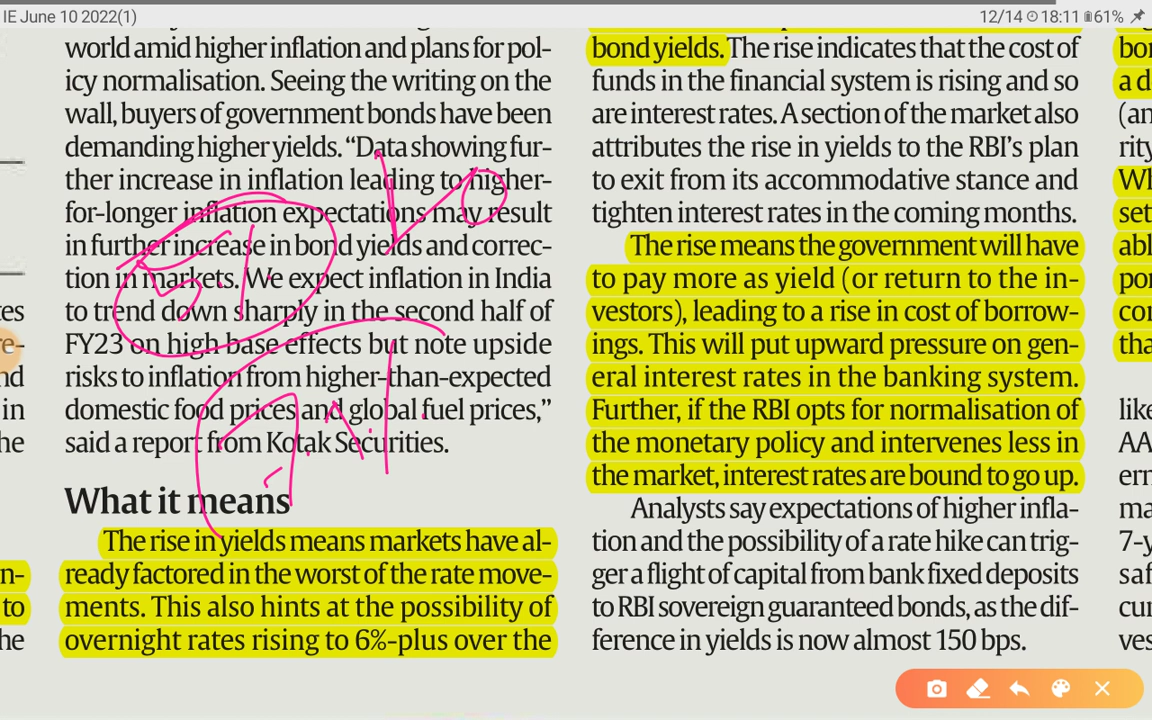 IE June 10 2022(1)
12/14 18:11 61%
world amid higher inflation and plans for pol-
icy normalisation. Seeing the writing on the
wall, buyers of government bonds have been
demanding higher yields. “Data showing fur-
ther increase in inflation leading to higher-
for-longer inflation expectations may result
in further increase in bond yields and correc-
tion in markets. We expect inflation in India
to trend down sharply in the second half of
FY23 on high base effects but note upside
risks to inflation from higher-than-expected
domestic food prices and global fuel prices,”
said a report from Kotak Securities.
What it means
The rise in yields means markets have al-
ready factored in the worst of the rate move-
ments. This also hints at the possibility of
overnight rates rising to 6%-plus over the
bond yields. The rise indicates that the cost of
funds in the financial system is rising and so
are interest rates. A section of the market also
attributes the rise in yields to the RBI’s plan
to exit from its accommodative stance and
tighten interest rates in the coming months.
The rise means the government will have
to pay more as yield (or return to the in-
vestors), leading to a rise in cost of borrow-
ings. This will put upward pressure on gen-
eral interest rates in the banking system.
Further, if the RBI opts for normalisation of
the monetary policy and intervenes less in
the market, interest rates are bound to go up.
Analysts say expectations of higher infla-
tion and the possibility of a rate hike can trig-
ger a flight of capital from bank fixed deposits
to RBI sovereign guaranteed bonds, as the dif-
ference in yields is now almost 150 bps.